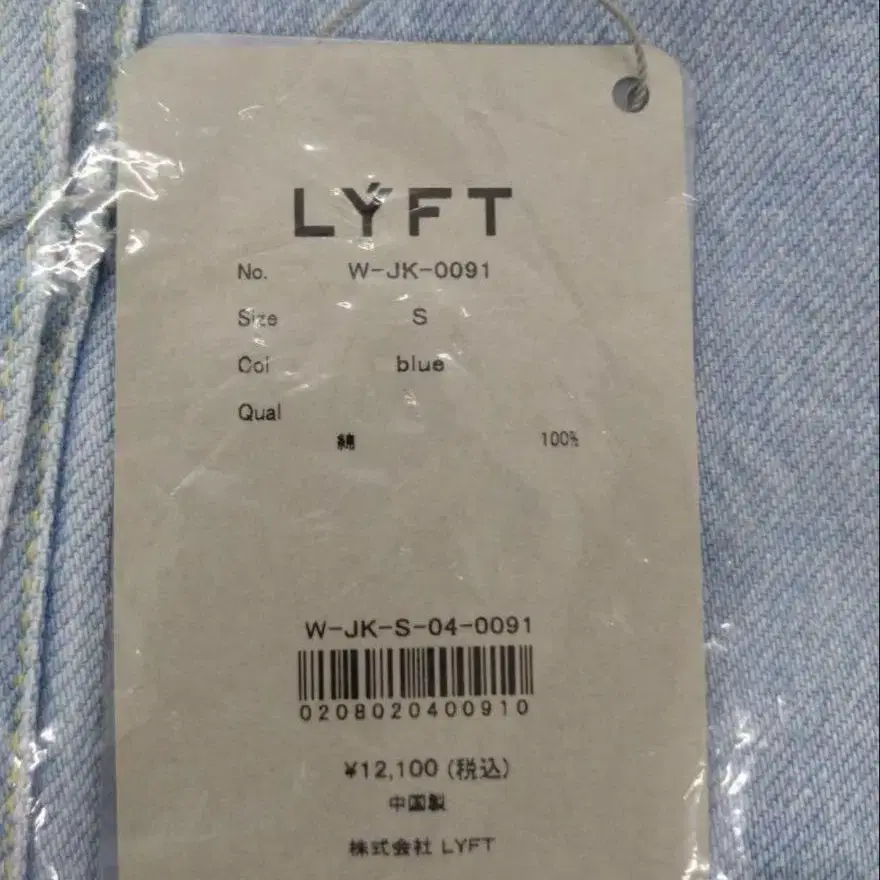 LÝFT
No. W-JK-0091
Size S
Col blue
Qual
綿 100%
W-JK-S-04-0091
0208020400910
¥12,100 (税込)
中国製
株式会社 LYFT